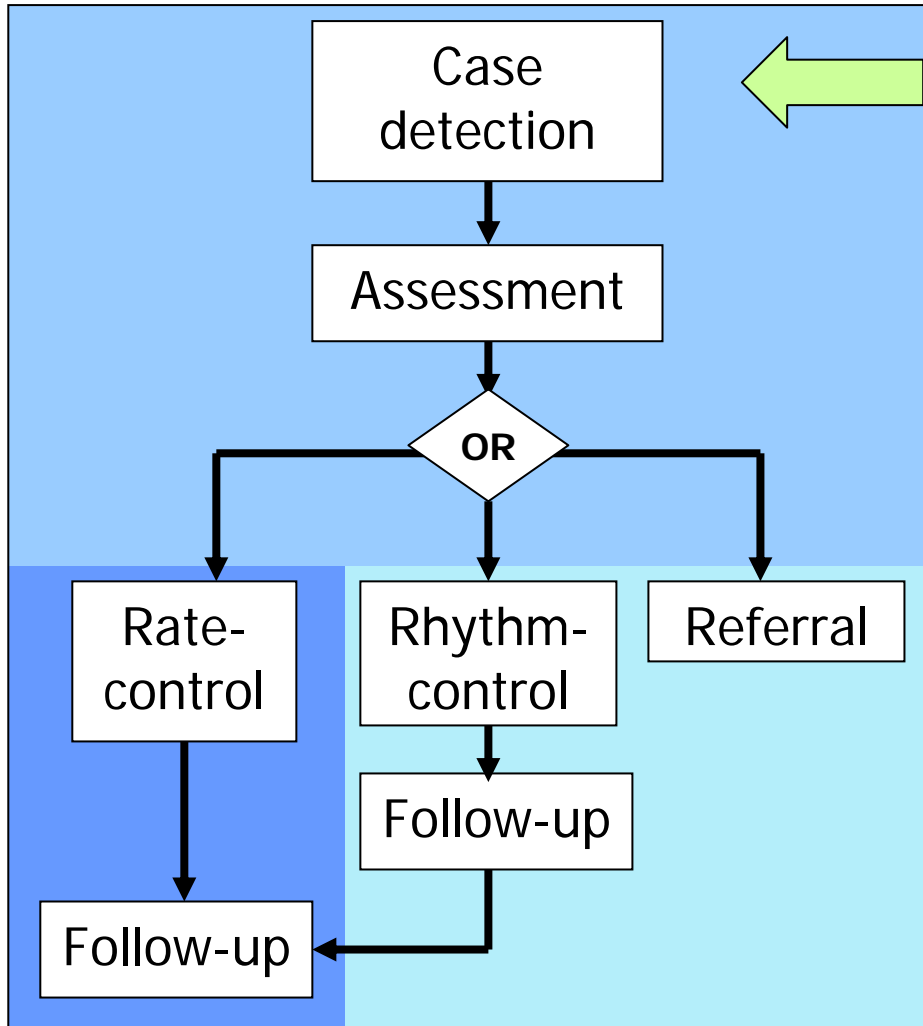 Case
detection
Assessment
OR
Rate-
control
Rhythm-
control
Referral
Follow-up
Follow-up